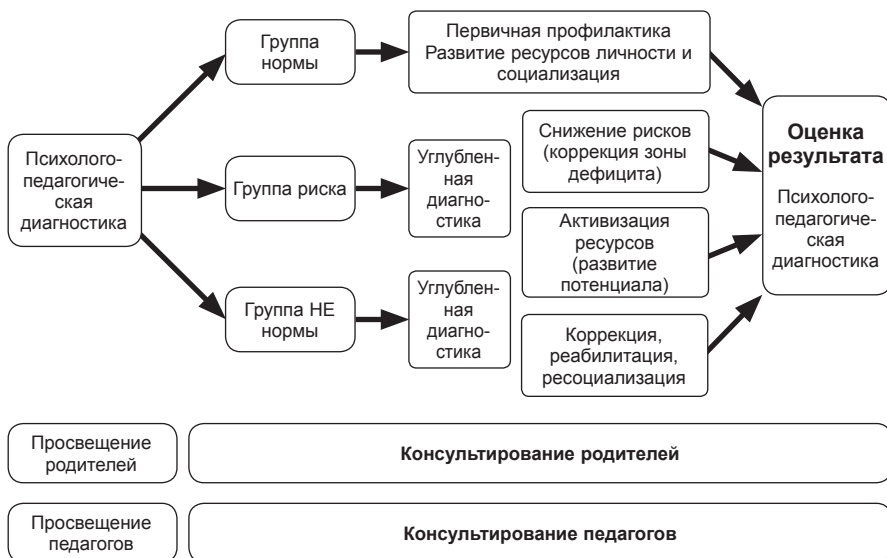 Психолого-
педагогиче-
ская
диагностика
Группа
нормы
Первичная профилактика
Развитие ресурсов личности и
социализация
Группа риска
Углублен-
ная
диагно-
стика
Снижение рисков
(коррекция зоны
дефицита)
Активизация
ресурсов
(развитие
потенциала)
Группа НЕ
нормы
Углублен-
ная
диагно-
стика
Коррекция,
реабилитация,
ресоциализация
Оценка
результата
Психолого-
педагогиче-
ская
диагностика
Просвещение
родителей
Консультирование родителей
Просвещение
педагогов
Консультирование педагогов